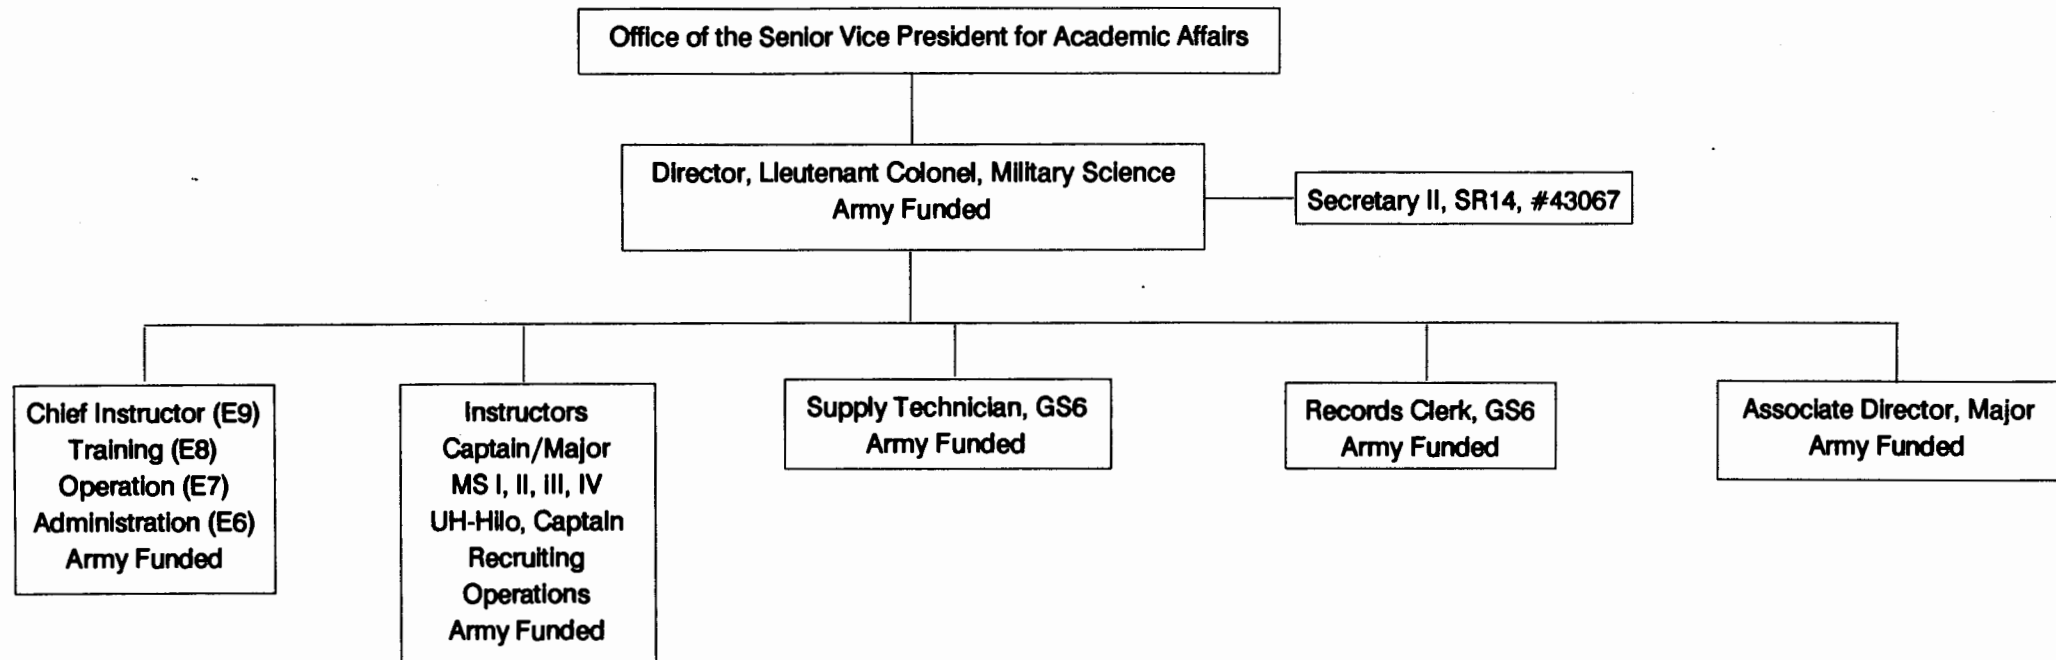 Office of the Senior Vice President for Academic Affairs
Director, Lieutenant Colonel, Military Science
Army Funded
Secretary II, SR14, #43067
Chief Instructor (E9)
Training (E8)
Operation (E7)
Administration (E6)
Army Funded
Instructors
Captain/Major
MS I, II, III, IV
UH-Hilo, Captain
Recruiting
Operations
Army Funded
Supply Technician, GS6
Army Funded
Records Clerk, GS6
Army Funded
Associate Director, Major
Army Funded